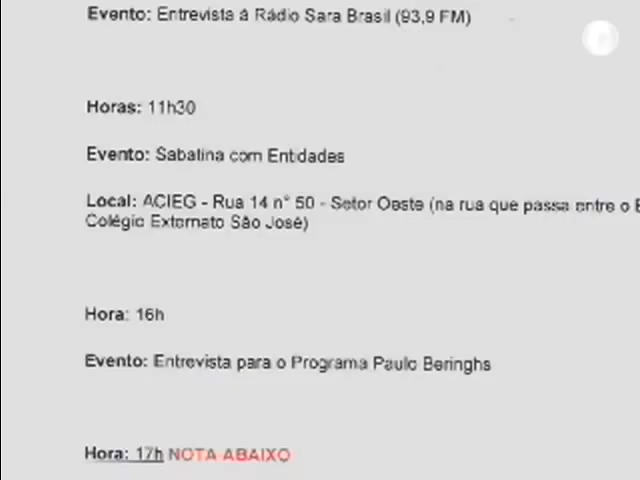 Evento: Entrevista à Rádio Sara Brasil (93,9 FM)
Horas: 11h30
Evento: Sabatina com Entidades
Local: ACIEG - Rua 14 n° 50 - Setor Oeste (na rua que passa entre o
Colégio Externato São José)
Hora: 16h
Evento: Entrevista para o Programa Paulo Beringhs
Hora: 17h NOTA ABAIXO